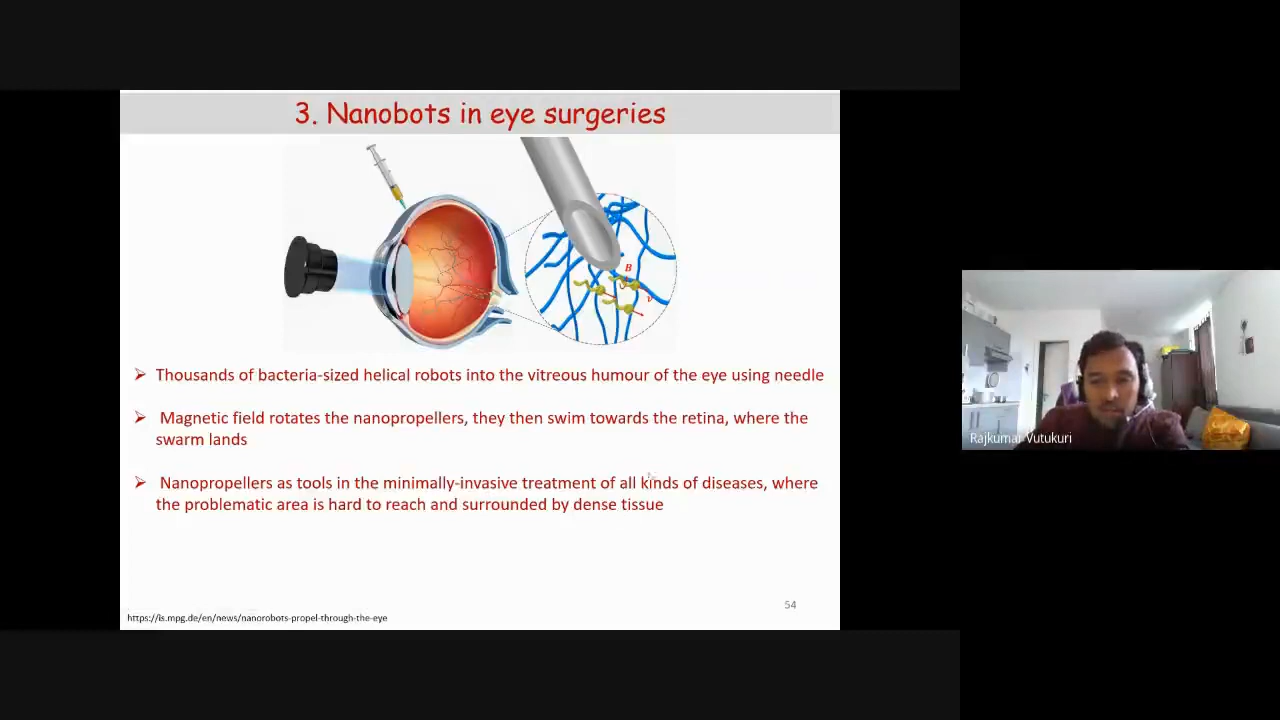 3. Nanobots in eye surgeries
B
v
➢ Thousands of bacteria-sized helical robots into the vitreous humour of the eye using needle
➢ Magnetic field rotates the nanopropellers, they then swim towards the retina, where the
swarm lands
➢ Nanopropellers as tools in the minimally-invasive treatment of all kinds of diseases, where
the problematic area is hard to reach and surrounded by dense tissue
54
https://is.mpg.de/en/news/nanorobots-propel-through-the-eye
Rajkumar Vutukuri